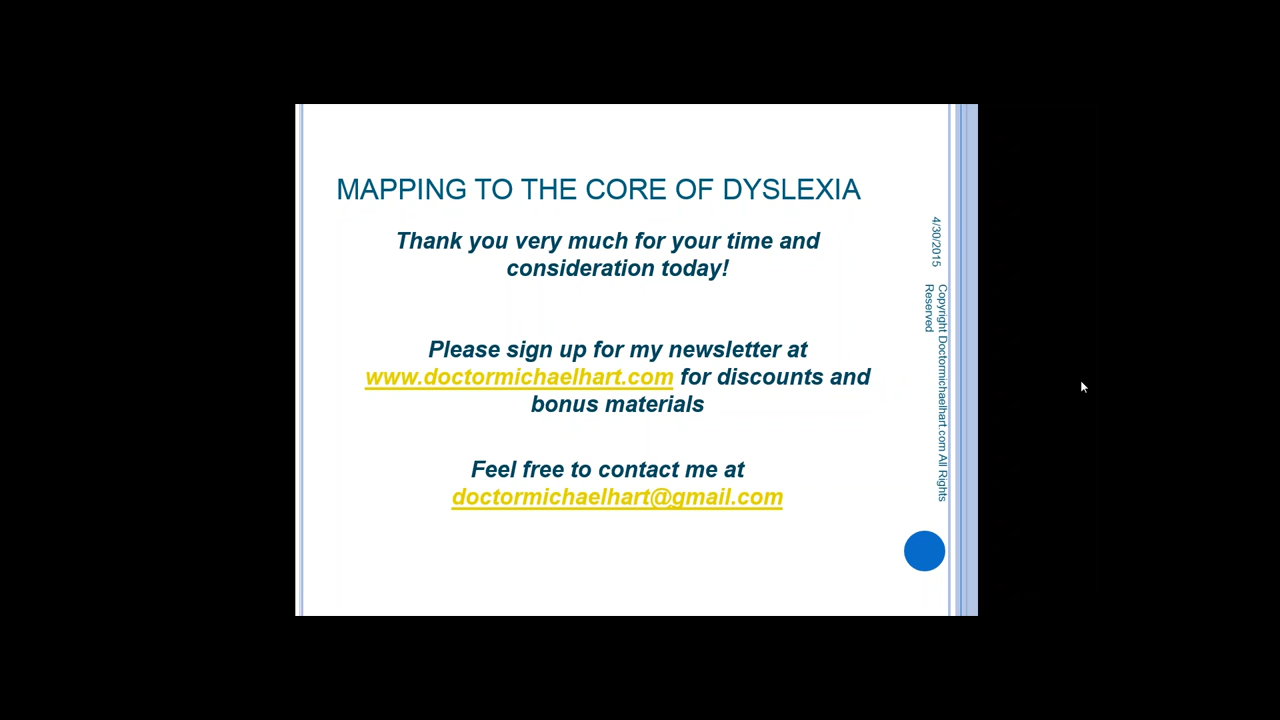 MAPPING TO THE CORE OF DYSLEXIA
Thank you very much for your time and
consideration today!
Please sign up for my newsletter at
www.doctormichaelhart.com for discounts and
bonus materials
Feel free to contact me at
doctormichaelhart@gmail.com
4/30/2015
Copyright Doctormichaelhart.com All Rights
Reserved